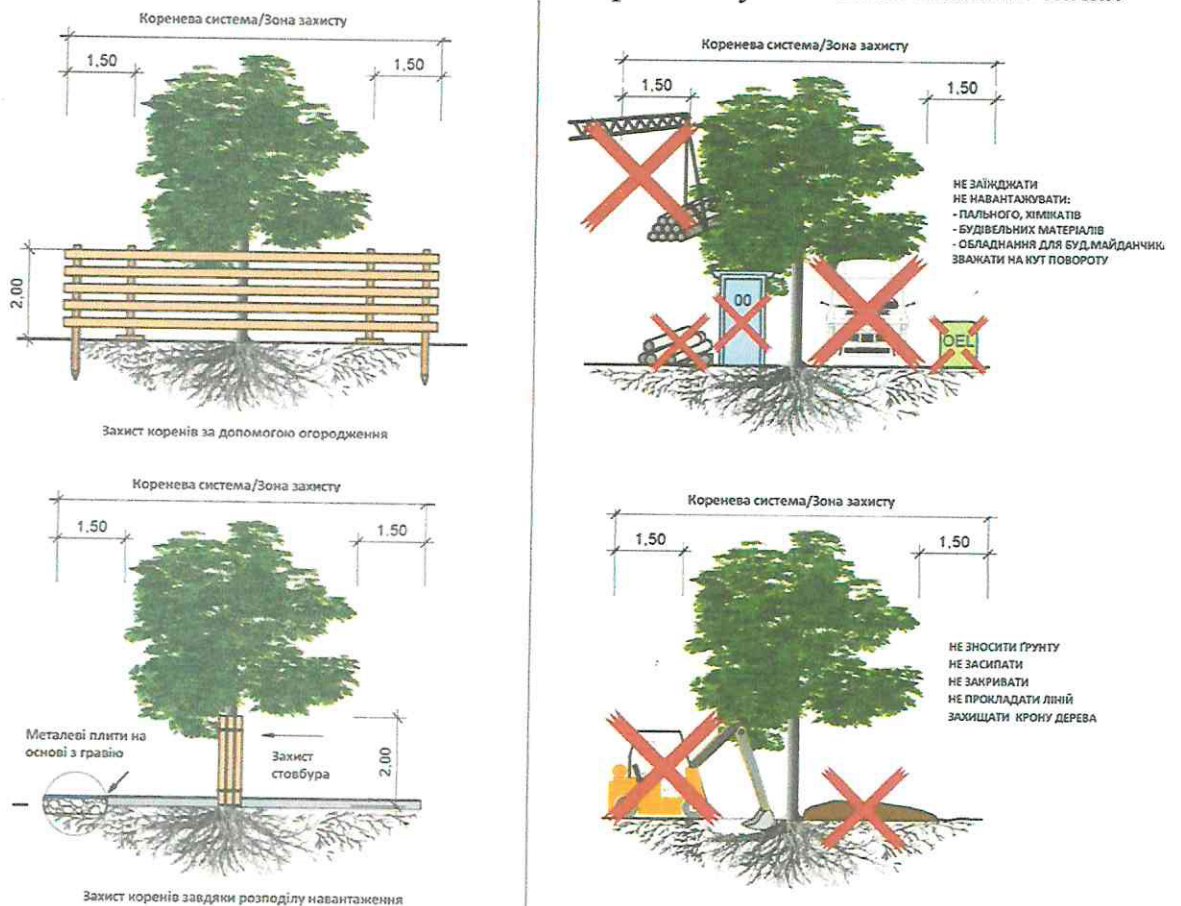 Коренева система/Зона захисту
1,50
1,50
2,00
Захист коренів за допомогою огородження
Коренева система/Зона захисту
1,50
1,50
Металеві плити на
основі з гравію
Захист
стовбура
2,00
Захист коренів завдяки розподілу навантаження
Коренева система/Зона захисту
1,50
1,50
НЕ ЗАЇЖДЖАТИ
НЕ НАВАНТАЖУВАТИ:
- ПАЛЬНОГО, ХІМІКАТІВ
- БУДІВЕЛЬНИХ МАТЕРІАЛІВ
- ОБЛАДНАННЯ ДЛЯ БУД.МАЙДАНЧИКА
ЗВАЖАТИ НА КУТ ПОВОРОТУ
00
OEL
Коренева система/Зона захисту
1,50
1,50
НЕ ЗНОСИТИ ҐРУНТУ
НЕ ЗАСИПАТИ
НЕ ЗАКРИВАТИ
НЕ ПРОКЛАДАТИ ЛІНІЙ
ЗАХИЩАТИ КРОНУ ДЕРЕВА